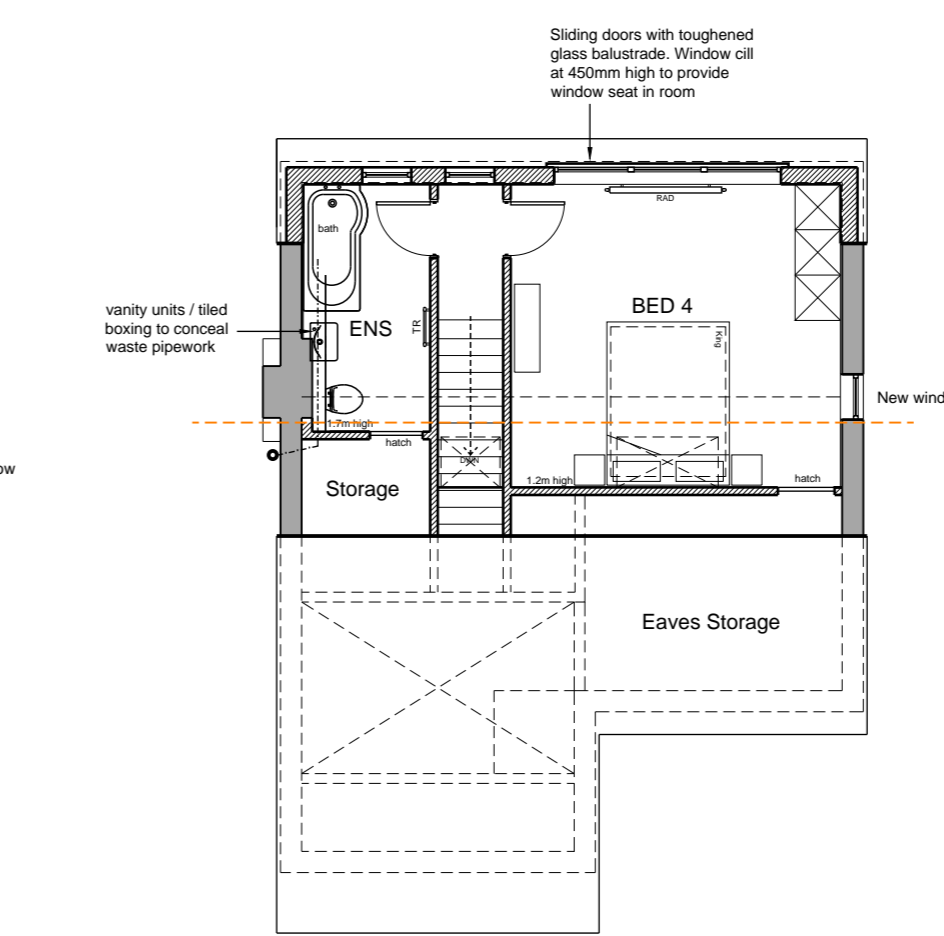 Sliding doors with toughened
glass balustrade. Window cill
at 450mm high to provide
window seat in room
RAD
bath
vanity units / tiled
boxing to conceal
waste pipework
ENS
TR
BED 4
King
New wind
1.7m high
hatch
DWN
ow
Storage
1.2m high
hatch
Eaves Storage